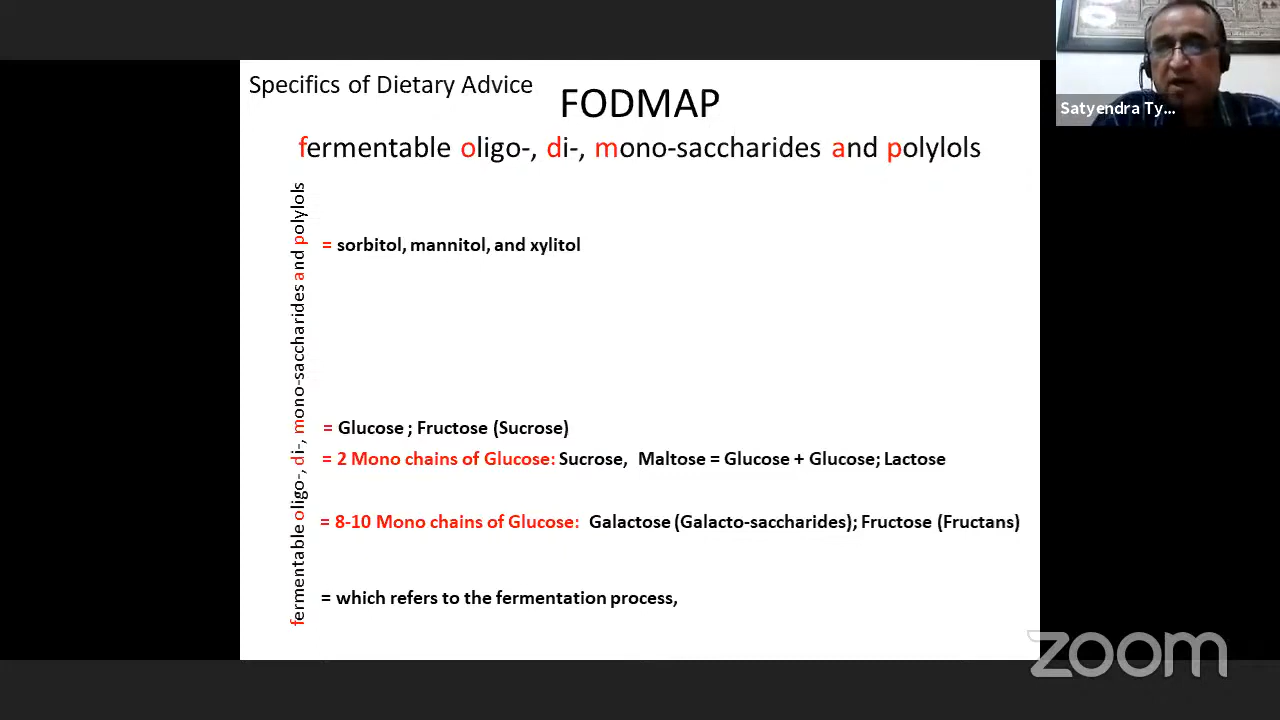 Specifics of Dietary Advice
FODMAP
fermentable oligo-, di-, mono-saccharides and polylols
fermentable oligo-, di-, mono-saccharides and polylols
= sorbitol, mannitol, and xylitol
= Glucose ; Fructose (Sucrose)
= 2 Mono chains of Glucose: Sucrose, Maltose = Glucose + Glucose; Lactose
= 8-10 Mono chains of Glucose: Galactose (Galacto-saccharides); Fructose (Fructans)
= which refers to the fermentation process,
Satyendra Ty...
zoom